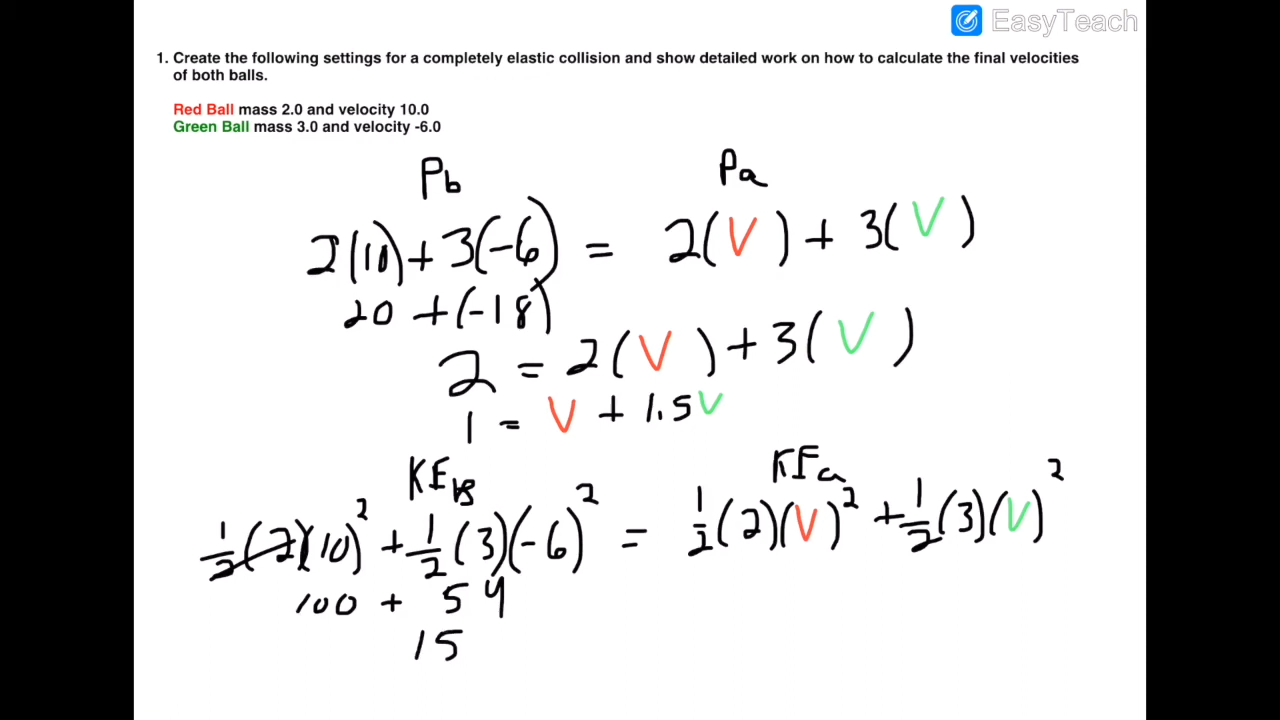 EasyTeach
1. Create the following settings for a completely elastic collision and show detailed work on how to calculate the final velocities
of both balls.
Red Ball mass 2.0 and velocity 10.0
Green Ball mass 3.0 and velocity -6.0
Pb Pa
2(10)+3(-6) = 2(V)+3(V)
20 +(-18)
2 = 2(V)+3(V)
1 = V + 1.5V
KEb KEa
1/2(2)(10)² + 1/2(3)(-6)² = 1/2(2)(V)² + 1/2(3)(V)²
100 + 54
15